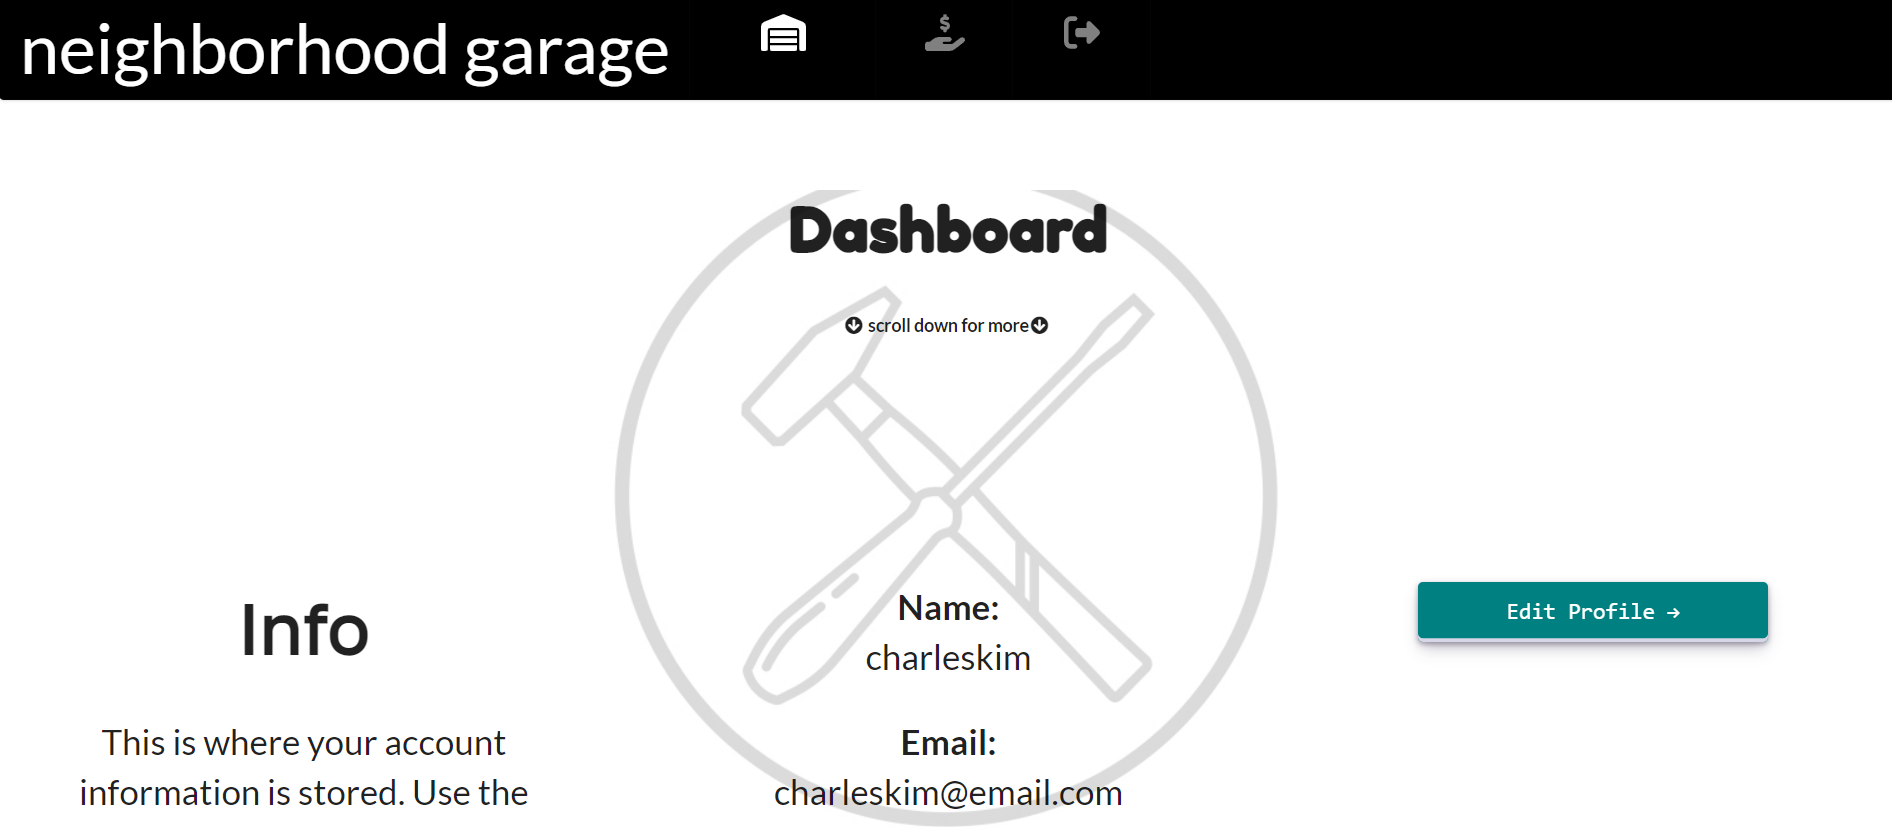 neighborhood garage
Dashboard
scroll down for more
Info
This is where your account
information is stored. Use the
Name:
charleskim
Email:
charleskim@email.com
Edit Profile →